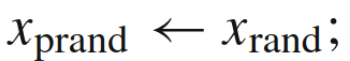 x_prand ← x_rand;